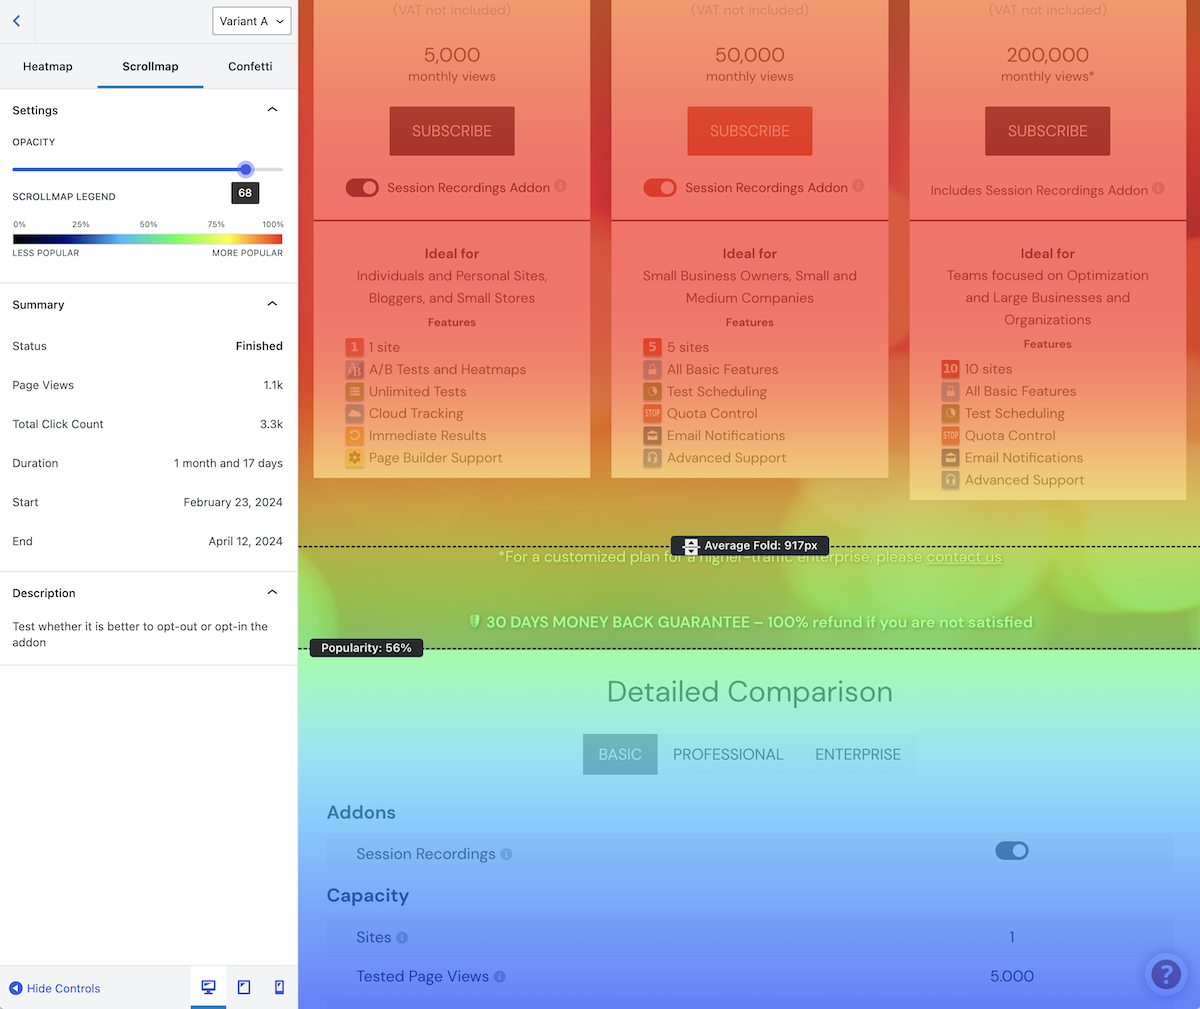 Variant A
Heatmap
Scrollmap
Confetti
Settings
OPACITY
68
SCROLLMAP LEGEND
0% 25% 50% 75% 100%
LESS POPULAR MORE POPULAR
Summary
Status Finished
Page Views 1.1k
Total Click Count 3.3k
Duration 1 month and 17 days
Start February 23, 2024
End April 12, 2024
Description
Test whether it is better to opt-out or opt-in the
addon
Hide Controls
(VAT not included)
5,000
monthly views
SUBSCRIBE
Session Recordings Addon
Ideal for
Individuals and Personal Sites,
Bloggers, and Small Stores
Features
1 1 site
A/B Tests and Heatmaps
Unlimited Tests
Cloud Tracking
Immediate Results
Page Builder Support
(VAT not included)
50,000
monthly views
SUBSCRIBE
Session Recordings Addon
Ideal for
Small Business Owners, Small and
Medium Companies
Features
5 5 sites
All Basic Features
Test Scheduling
STOP Quota Control
Email Notifications
Advanced Support
(VAT not included)
200,000
monthly views*
SUBSCRIBE
Includes Session Recordings Addon
Ideal for
Teams focused on Optimization
and Large Businesses and
Organizations
Features
10 10 sites
All Basic Features
Test Scheduling
STOP Quota Control
Email Notifications
Advanced Support
Average Fold: 917px
*For a customized plan for a higher-traffic enterprise, please contact us
30 DAYS MONEY BACK GUARANTEE – 100% refund if you are not satisfied
Popularity: 56%
Detailed Comparison
BASIC PROFESSIONAL ENTERPRISE
Addons
Session Recordings
Capacity
Sites 1
Tested Page Views 5.000
?